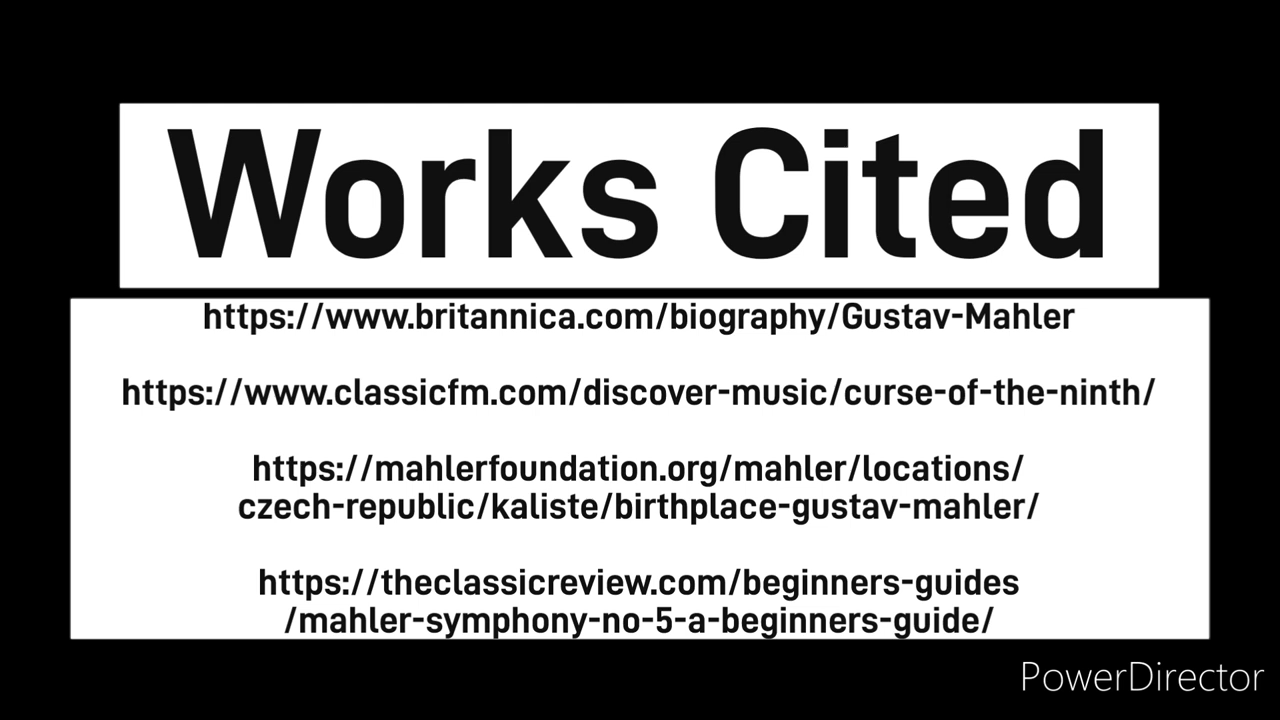 Works Cited
https://www.britannica.com/biography/Gustav-Mahler
https://www.classicfm.com/discover-music/curse-of-the-ninth/
https://mahlerfoundation.org/mahler/locations/
czech-republic/kaliste/birthplace-gustav-mahler/
https://theclassicreview.com/beginners-guides
/mahler-symphony-no-5-a-beginners-guide/
PowerDirector